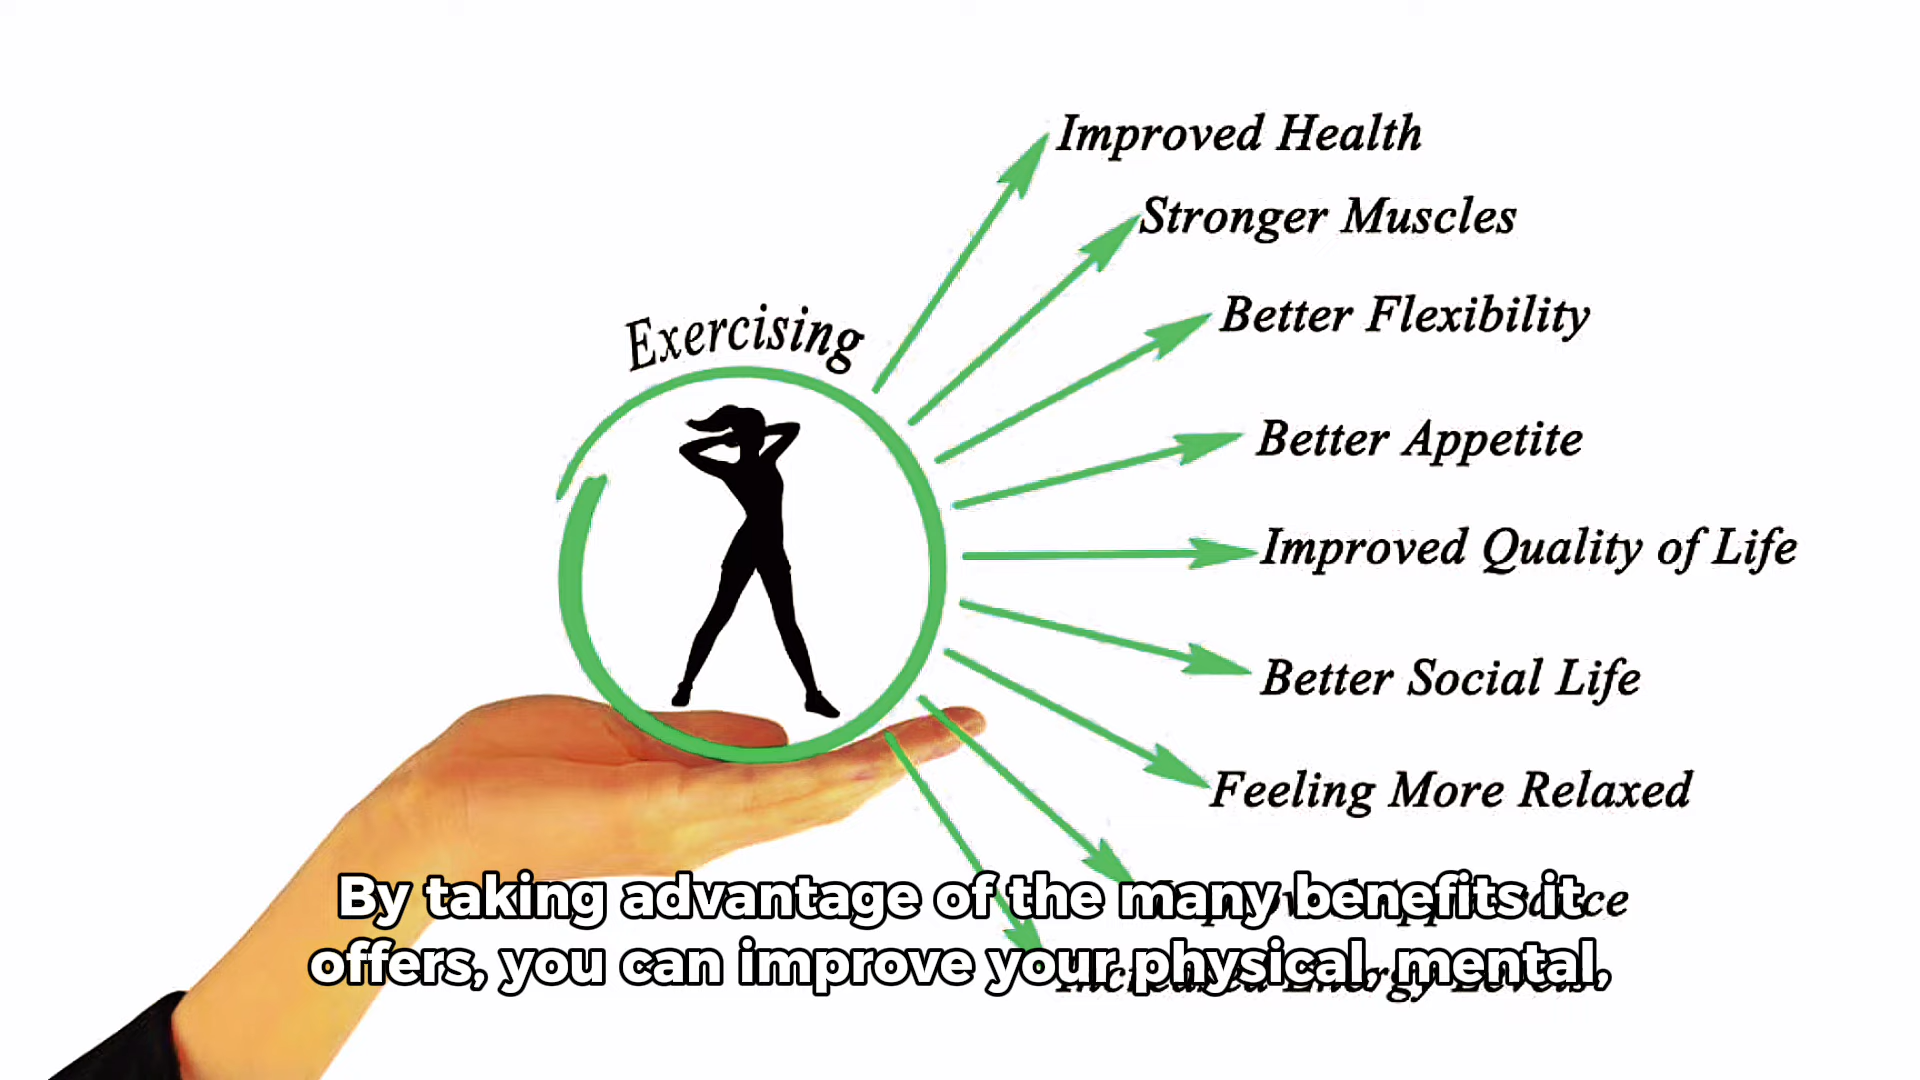 Exercising
Improved Health
Stronger Muscles
Better Flexibility
Better Appetite
Improved Quality of Life
Better Social Life
Feeling More Relaxed
By taking advantage of the many benefits it
offers, you can improve your physical, mental,